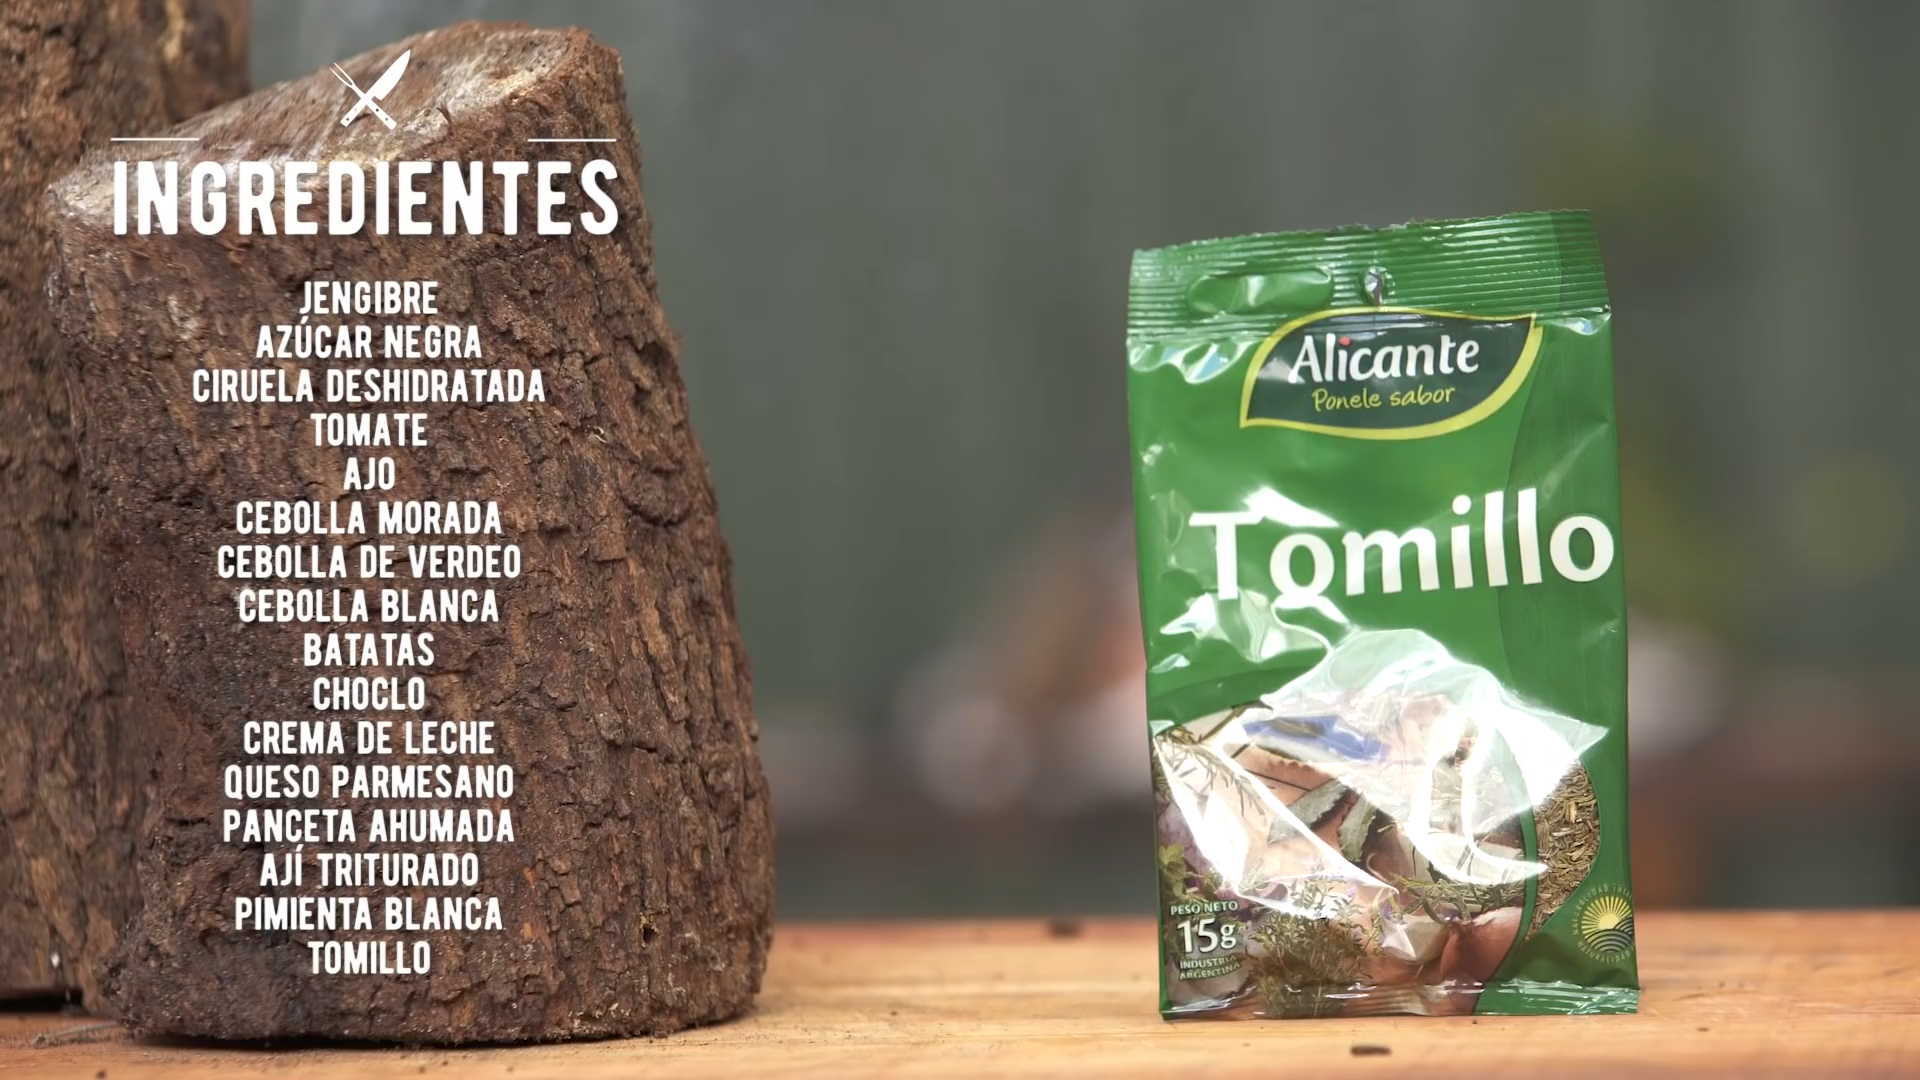 INGREDIENTES
JENGIBRE
AZÚCAR NEGRA
CIRUELA DESHIDRATADA
TOMATE
AJO
CEBOLLA MORADA
CEBOLLA DE VERDEO
CEBOLLA BLANCA
BATATAS
CHOCLO
CREMA DE LECHE
QUESO PARMESANO
PANCETA AHUMADA
AJÍ TRITURADO
PIMIENTA BLANCA
TOMILLO
Alicante
Ponele sabor
Tomillo
PESO NETO
15g
INDUSTRIA
ARGENTINA